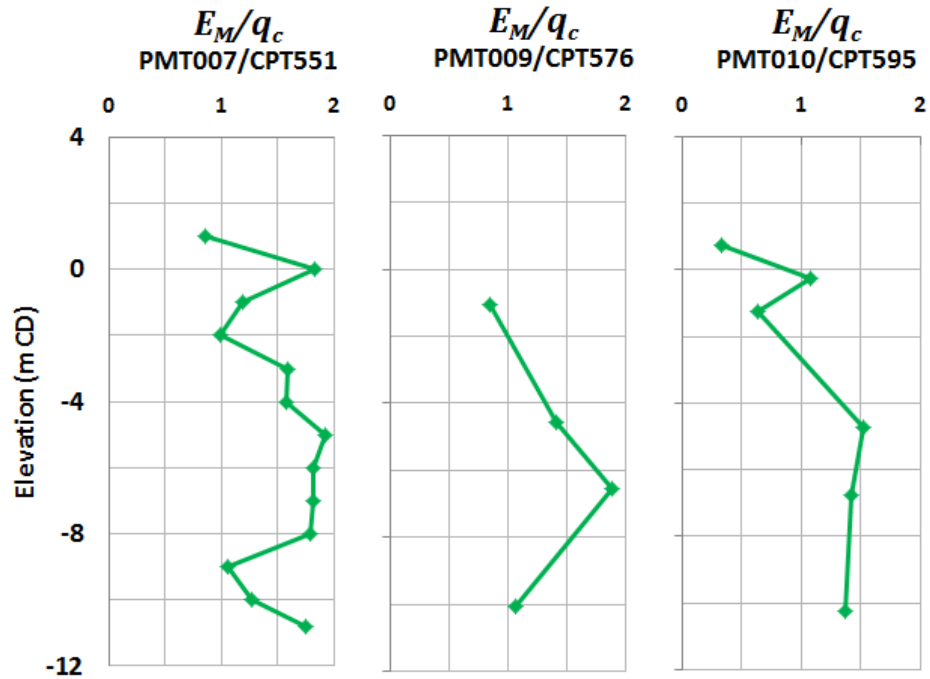 E_M/q_c
PMT007/CPT551
0 1 2
E_M/q_c
PMT009/CPT576
0 1 2
E_M/q_c
PMT010/CPT595
0 1 2
4
0
-4
-8
-12
Elevation (m CD)